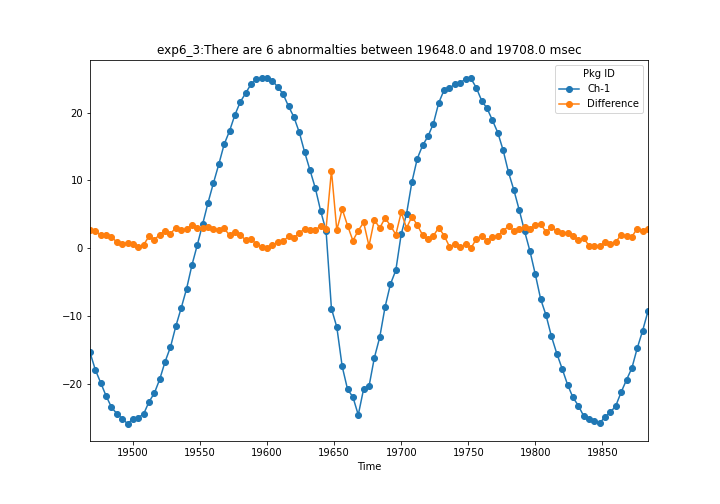 exp6_3:There are 6 abnormalties between 19648.0 and 19708.0 msec
Pkg ID
Ch-1
Difference
20
10
0
−10
−20
19500 19550 19600 19650 19700 19750 19800 19850
Time